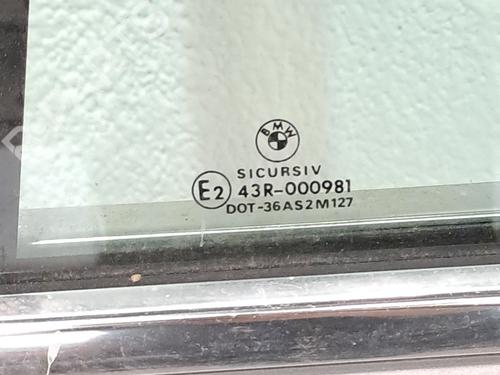 BMW
SICURSIV
E2 43R-000981
DOT-36AS2M127